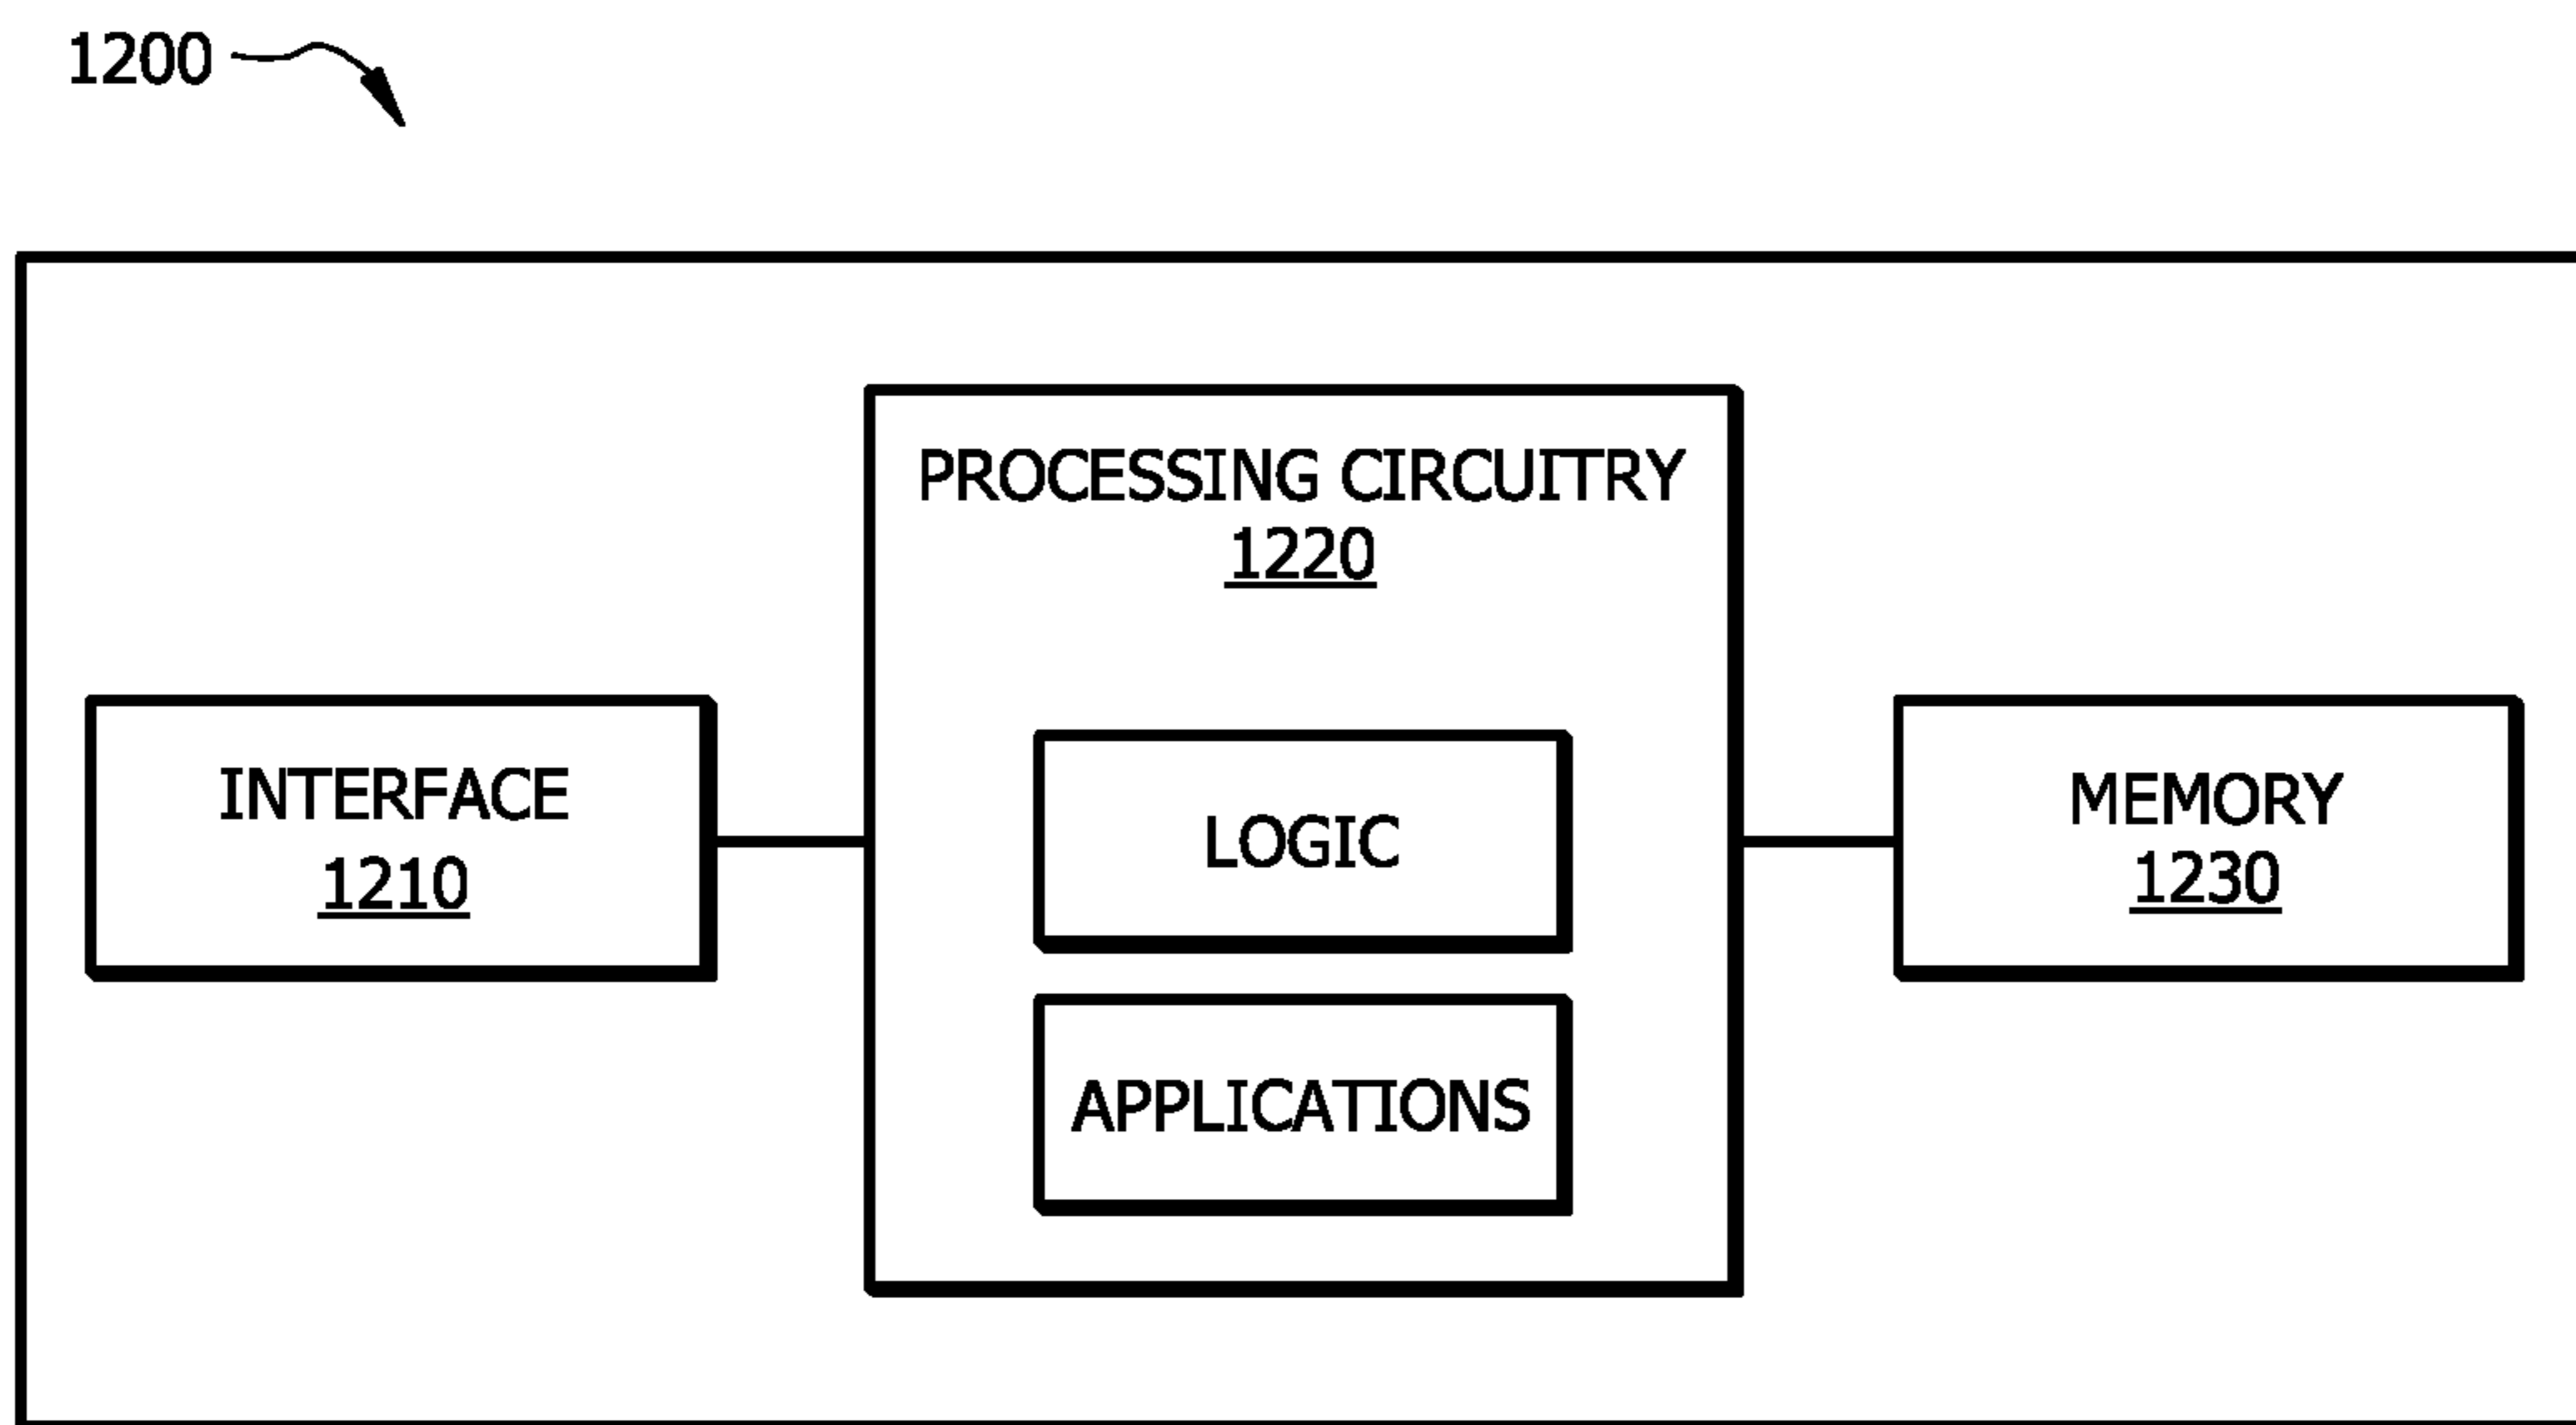 1200
PROCESSING CIRCUITRY
1220
INTERFACE
1210
LOGIC
APPLICATIONS
MEMORY
1230